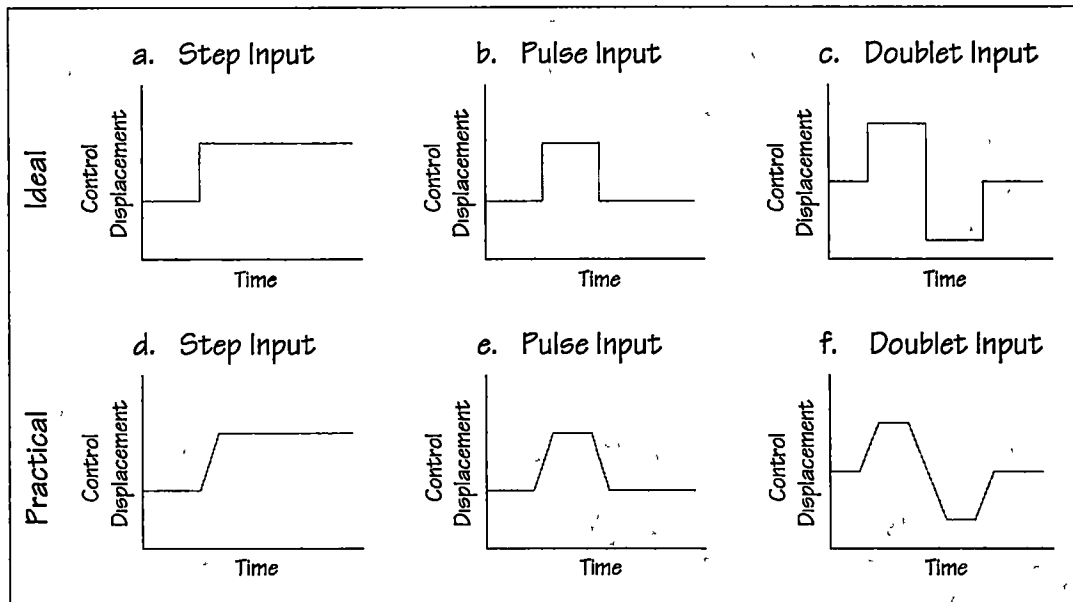 a. Step Input
b. Pulse Input
c. Doublet Input
Ideal
Control
Displacement
Time
Control
Displacement
Time
Control
Displacement
Time
d. Step Input
e. Pulse Input
f. Doublet Input
Practical
Control
Displacement
Time
Control
Displacement
Time
Control
Displacement
Time